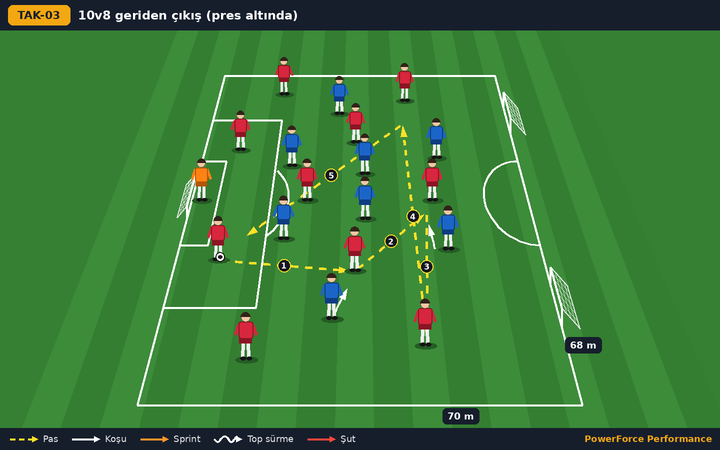 TAK-03 10v8 geriden çıkış (pres altında)
5
4
2
1
3
68 m
70 m
Pas Koşu Sprint Top sürme Şut PowerForce Performance